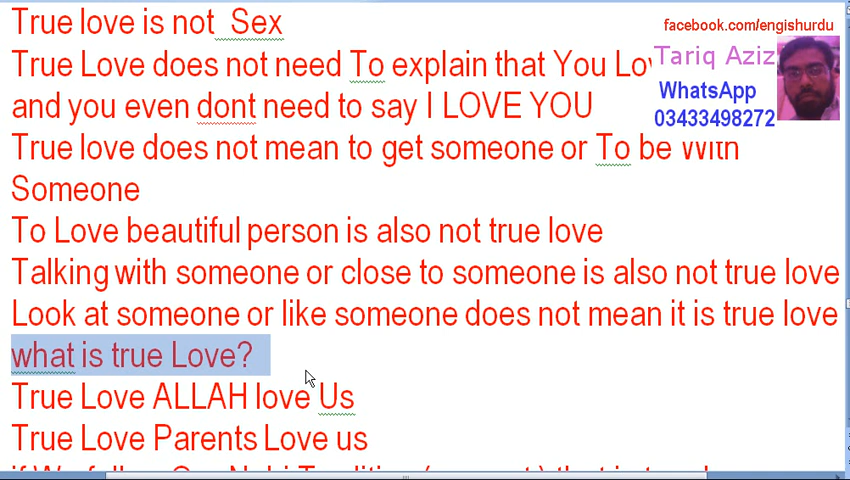 True love is not  Sex
facebook.com/engishurdu
True Love does not need To explain that You
Tariq Aziz
and you even dont need to say I LOVE YOU
WhatsApp
03433498272
True love does not mean to get someone or To be With
Someone
To Love beautiful person is also not true love
Talking with someone or close to someone is also not true love
Look at someone or like someone does not mean it is true love
what is true Love?
True Love ALLAH love Us
True Love Parents Love us